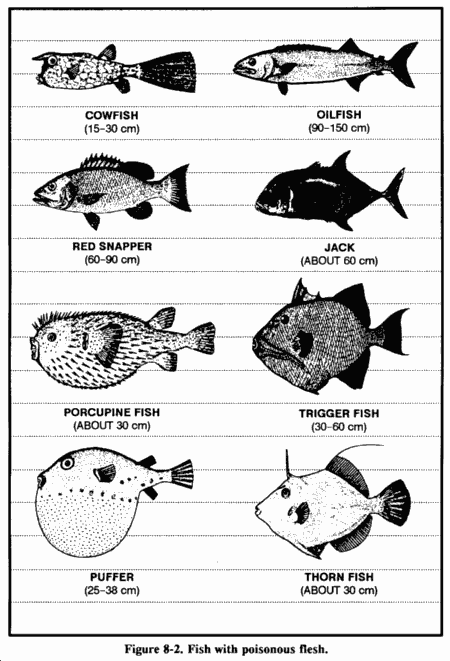 COWFISH
(15–30 cm)
OILFISH
(90–150 cm)
RED SNAPPER
(60–90 cm)
JACK
(ABOUT 60 cm)
PORCUPINE FISH
(ABOUT 30 cm)
TRIGGER FISH
(30–60 cm)
PUFFER
(25–38 cm)
THORN FISH
(ABOUT 30 cm)
Figure 8-2. Fish with poisonous flesh.